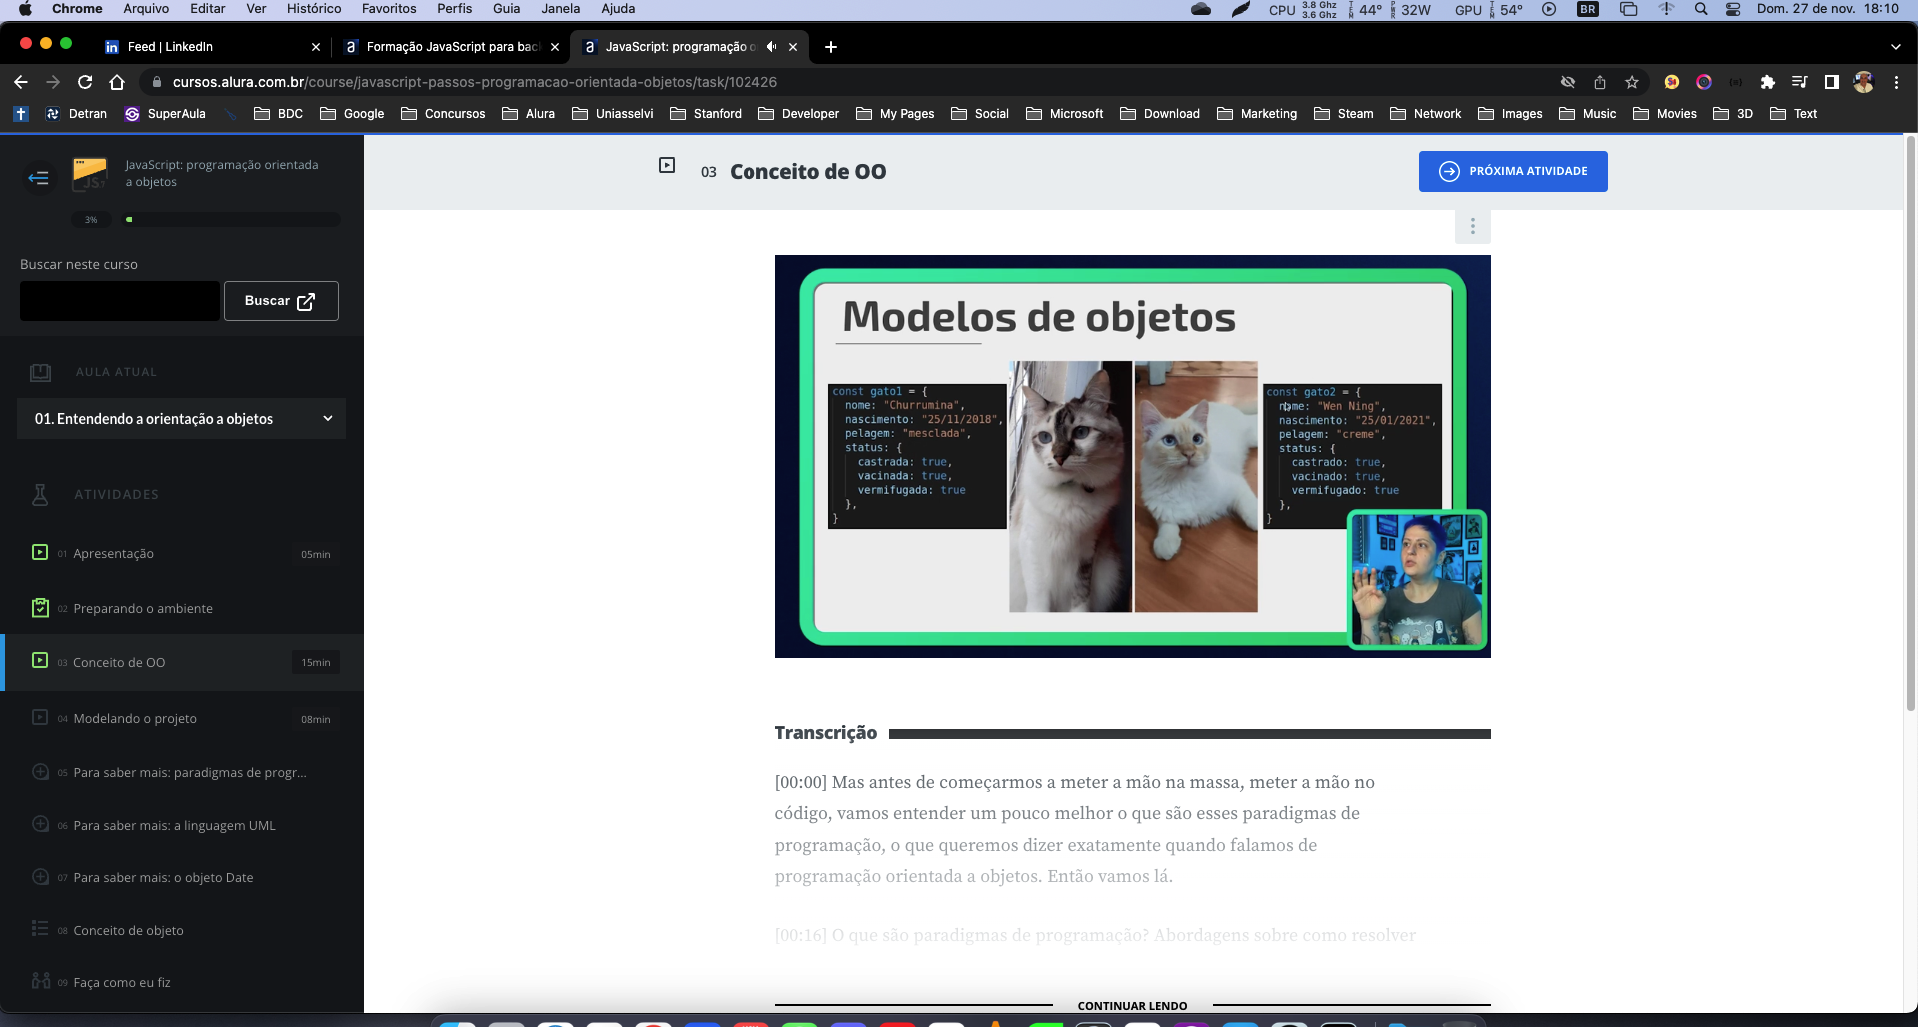 Chrome Arquivo Editar Ver Histórico Favoritos Perfis Guia Janela Ajuda
CPU 3.8 Ghz 3.6 Ghz TEM 44° PWR 32W GPU TEM 54° BR Dom. 27 de nov. 18:10
Feed | LinkedIn
Formação JavaScript para bac
JavaScript: programação o
cursos.alura.com.br/course/javascript-passos-programacao-orientada-objetos/task/102426
Detran SuperAula BDC Google Concursos Alura Uniasselvi Stanford Developer My Pages Social Microsoft Download Marketing Steam Network Images Music Movies 3D Text
JavaScript: programação orientada
a objetos
3%
Buscar neste curso
Buscar
AULA ATUAL
01. Entendendo a orientação a objetos
ATIVIDADES
01 Apresentação 05min
02 Preparando o ambiente
03 Conceito de OO 15min
04 Modelando o projeto 08min
05 Para saber mais: paradigmas de progr...
06 Para saber mais: a linguagem UML
07 Para saber mais: o objeto Date
08 Conceito de objeto
09 Faça como eu fiz
03 Conceito de OO
PRÓXIMA ATIVIDADE
Modelos de objetos
const gato1 = {
nome: "Churrumina",
nascimento: "25/11/2018",
pelagem: "mesclada",
status: {
castrada: true,
vacinada: true,
vermifugada: true
},
}
const gato2 = {
nome: "Wen Ning",
nascimento: "25/01/2021",
pelagem: "creme",
status: {
castrado: true,
vacinado: true,
vermifugado: true
},
}
Transcrição
[00:00] Mas antes de começarmos a meter a mão na massa, meter a mão no
código, vamos entender um pouco melhor o que são esses paradigmas de
programação, o que queremos dizer exatamente quando falamos de
programação orientada a objetos. Então vamos lá.
[00:16] O que são paradigmas de programação? Abordagens sobre como resolver
CONTINUAR LENDO